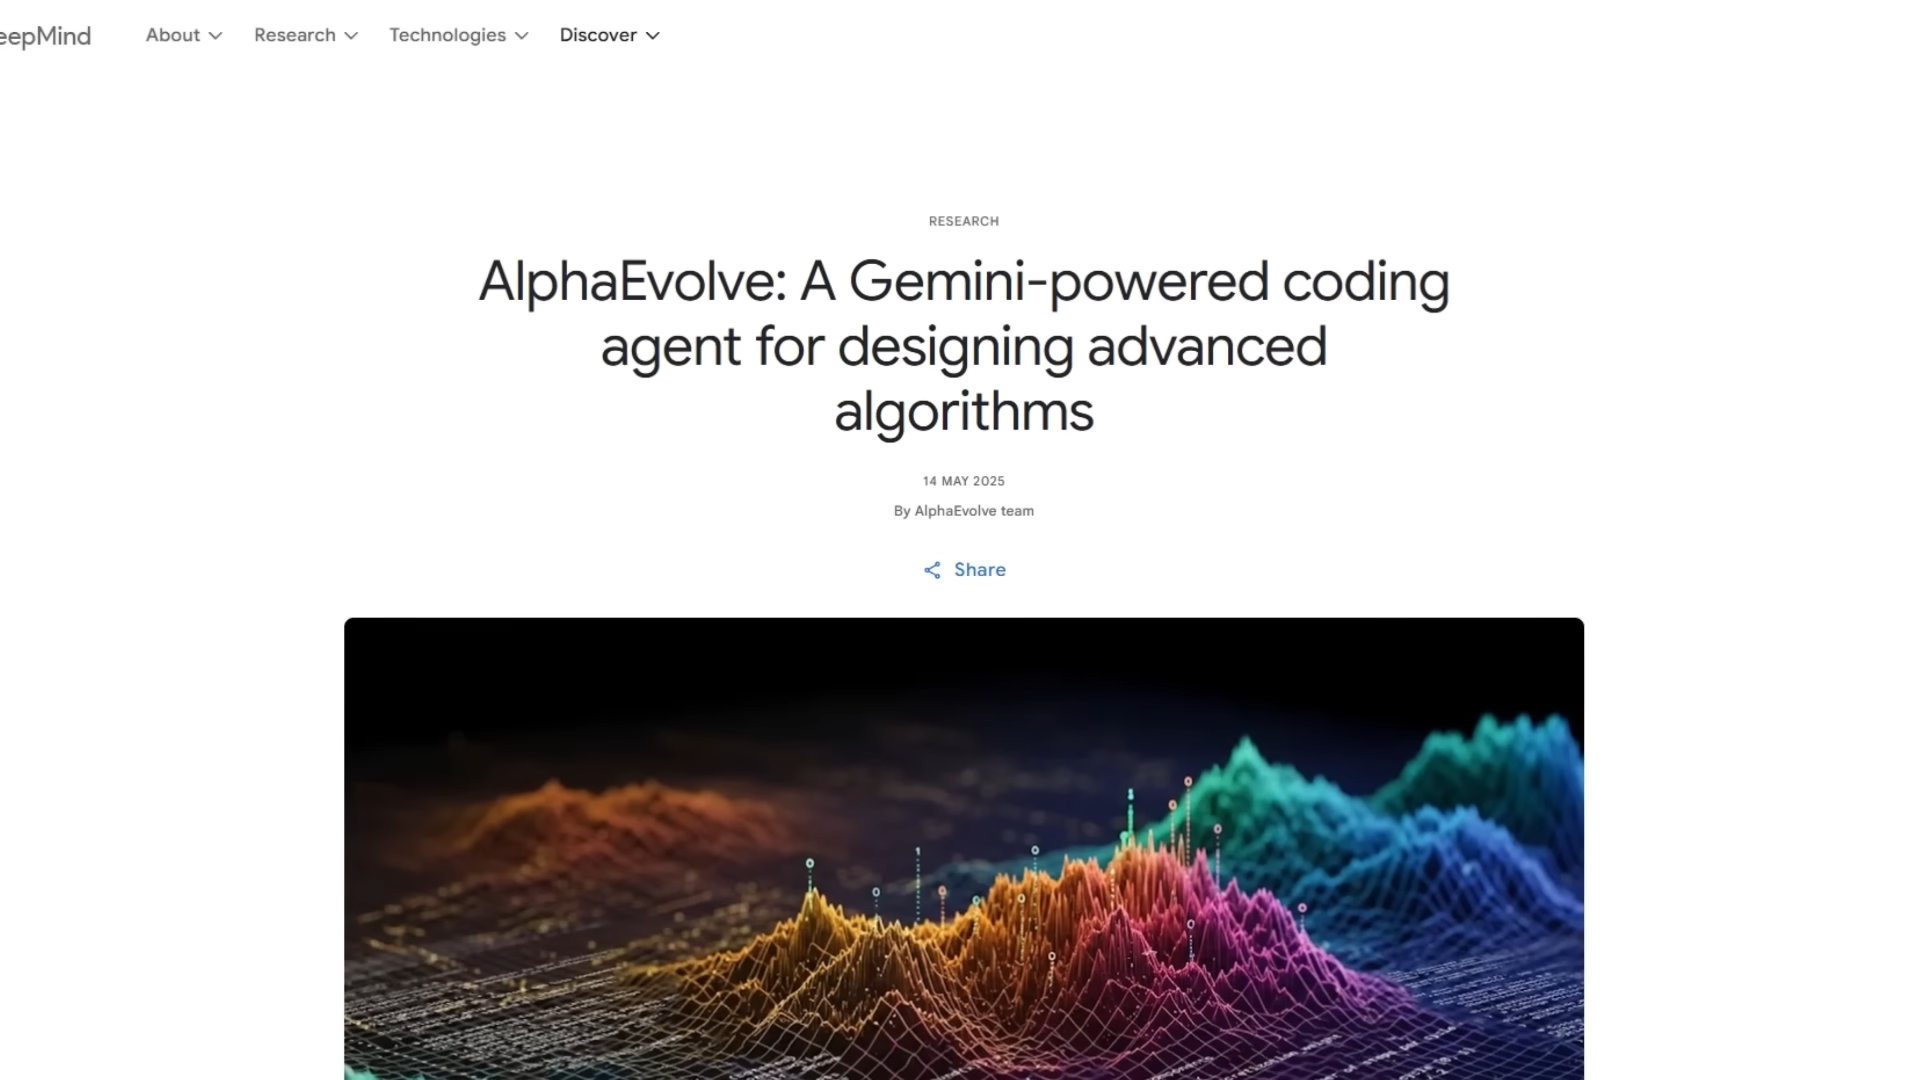 eepMind About Research Technologies Discover
RESEARCH
AlphaEvolve: A Gemini-powered coding
agent for designing advanced
algorithms
14 MAY 2025
By AlphaEvolve team
Share